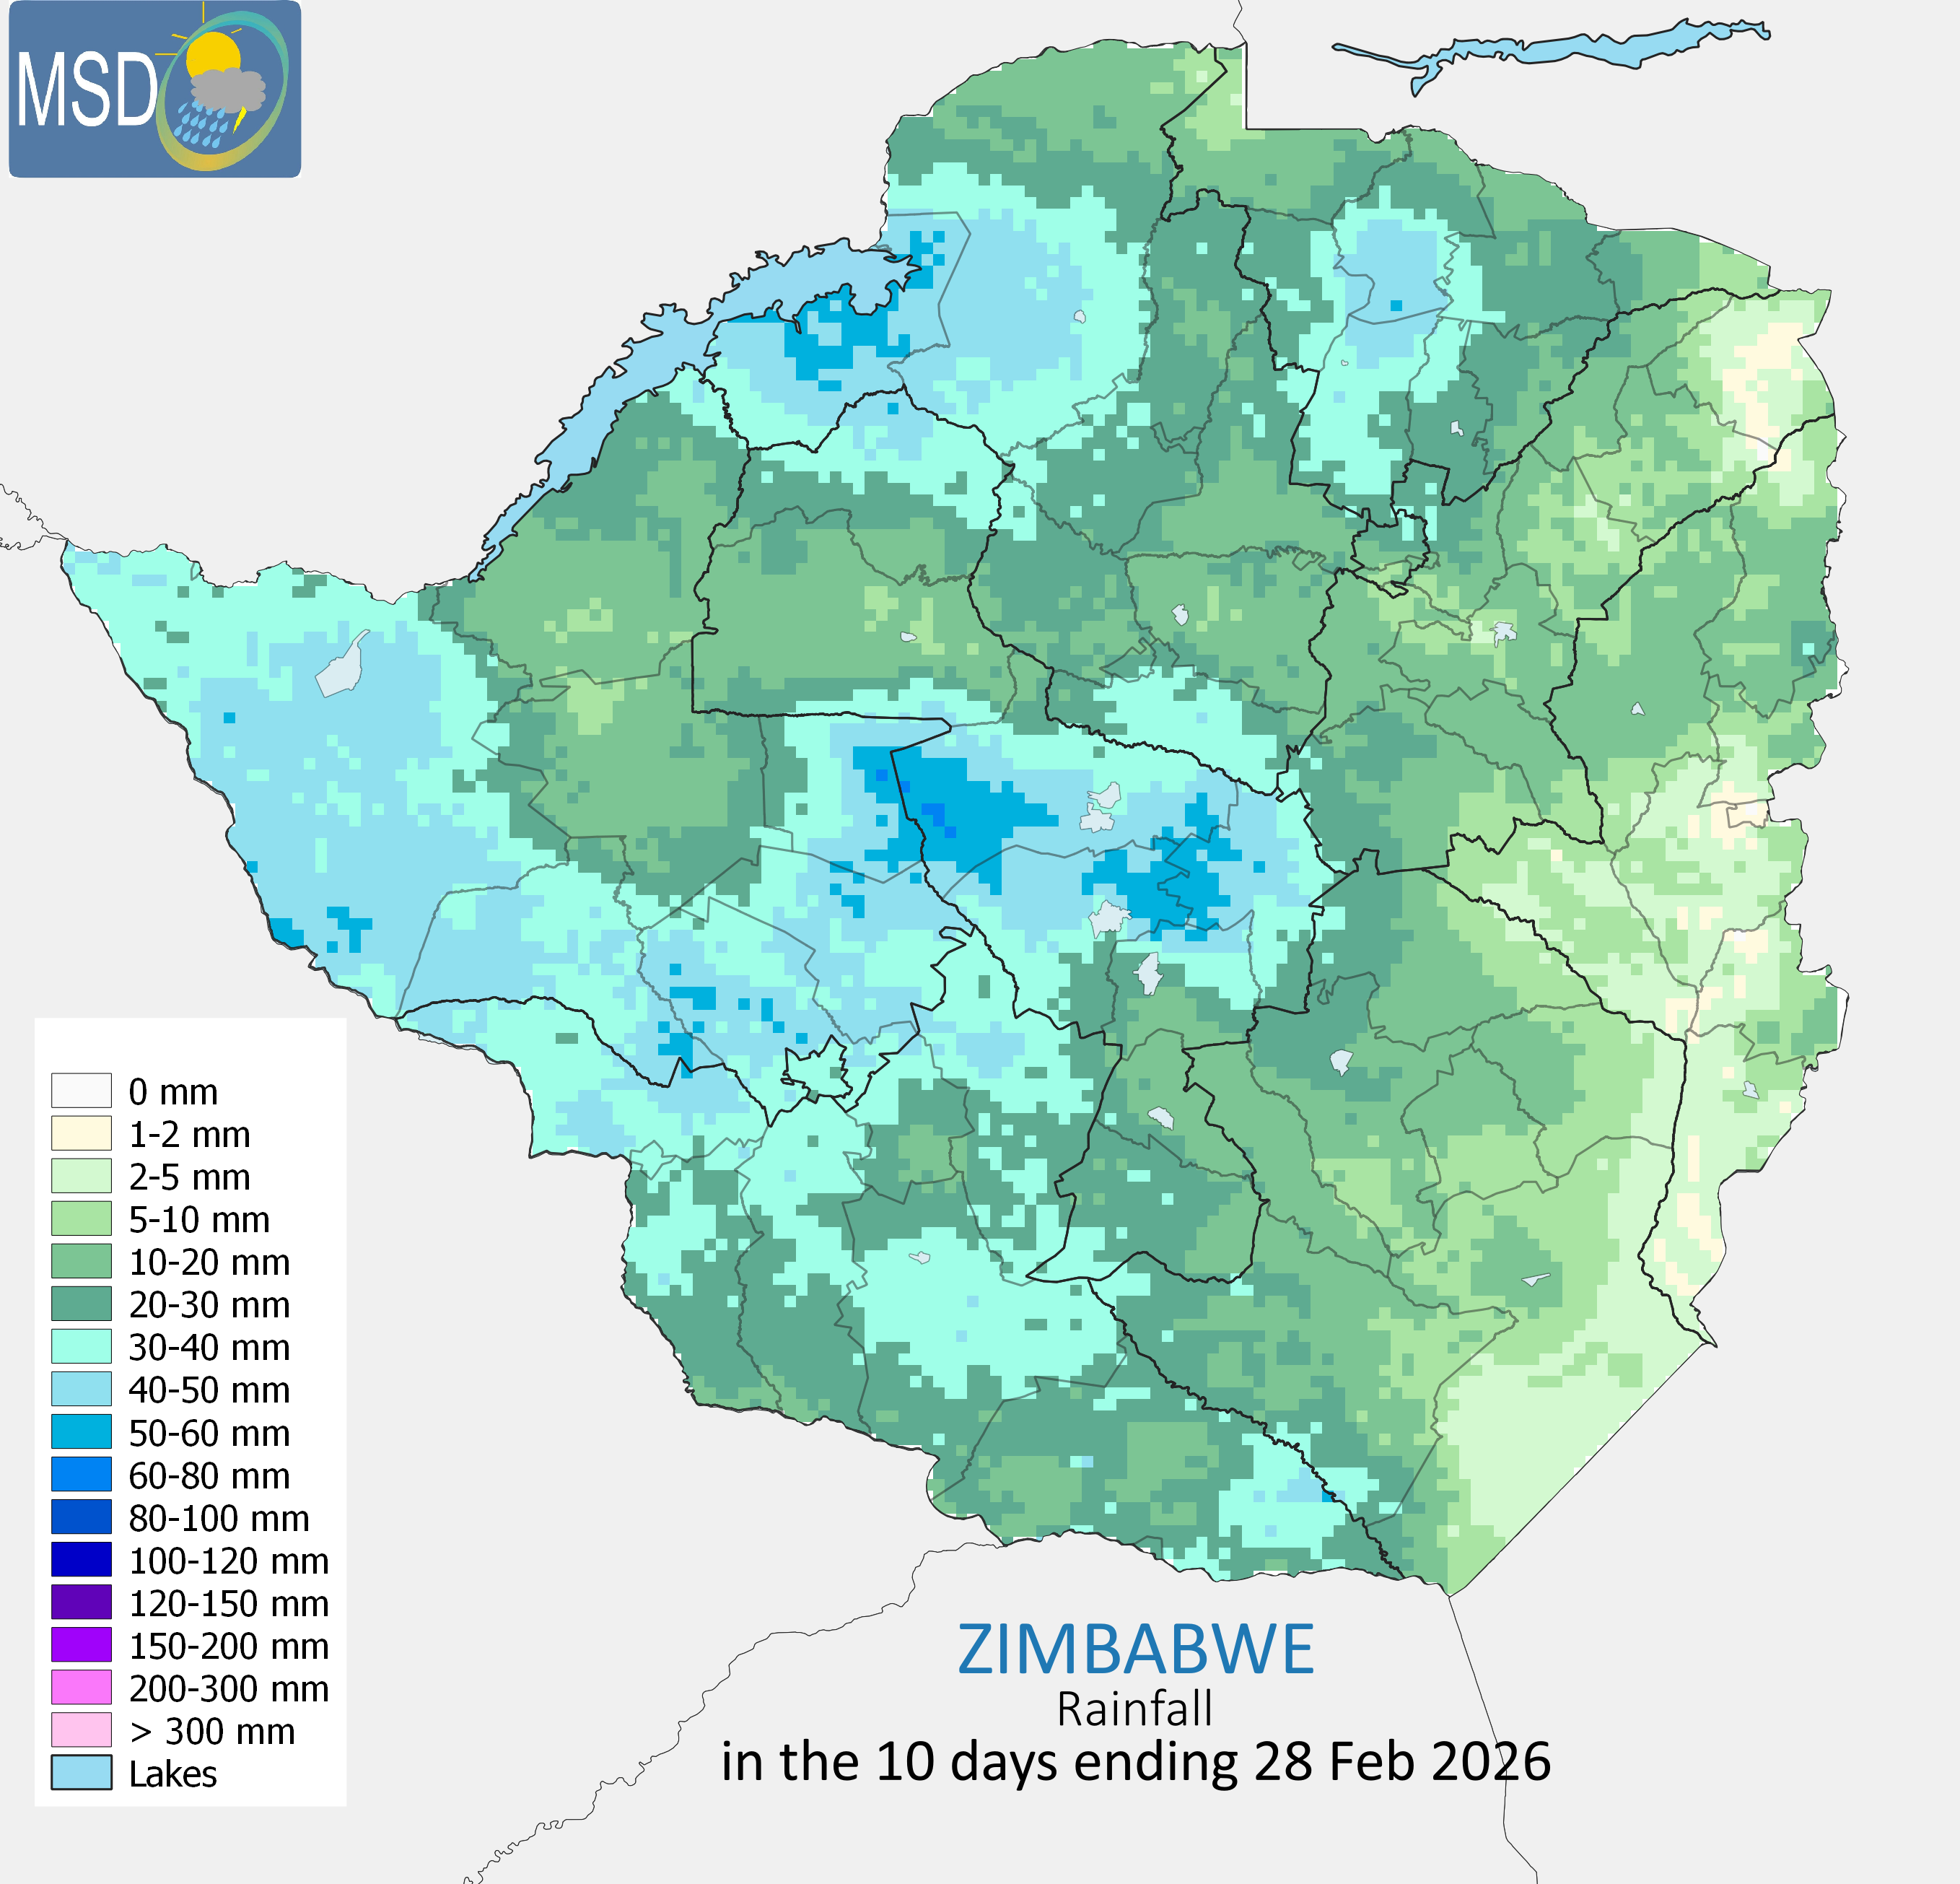 MSD
0 mm
1-2 mm
2-5 mm
5-10 mm
10-20 mm
20-30 mm
30-40 mm
40-50 mm
50-60 mm
60-80 mm
80-100 mm
100-120 mm
120-150 mm
150-200 mm
200-300 mm
> 300 mm
Lakes
ZIMBABWE
Rainfall
in the 10 days ending 28 Feb 2026